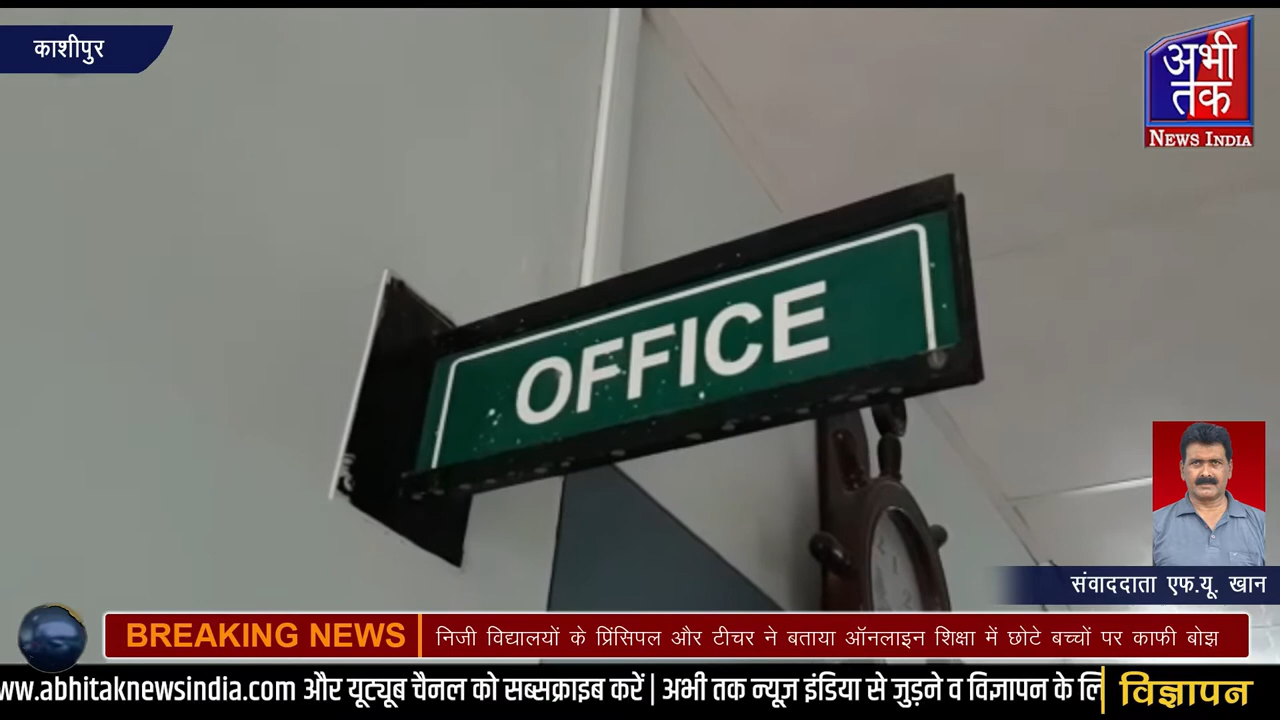 काशीपुर
अभी
तक
NEWS INDIA
OFFICE
संवाददाता एफ.यू. खान
BREAKING NEWS
निजी विद्यालयों के प्रिंसिपल और टीचर ने बताया ऑनलाइन शिक्षा में छोटे बच्चों पर काफी बोझ
www.abhitaknewsindia.com और यूट्यूब चैनल को सब्सक्राइब करें | अभी तक न्यूज़ इंडिया से जुड़ने व विज्ञापन के लि
विज्ञापन